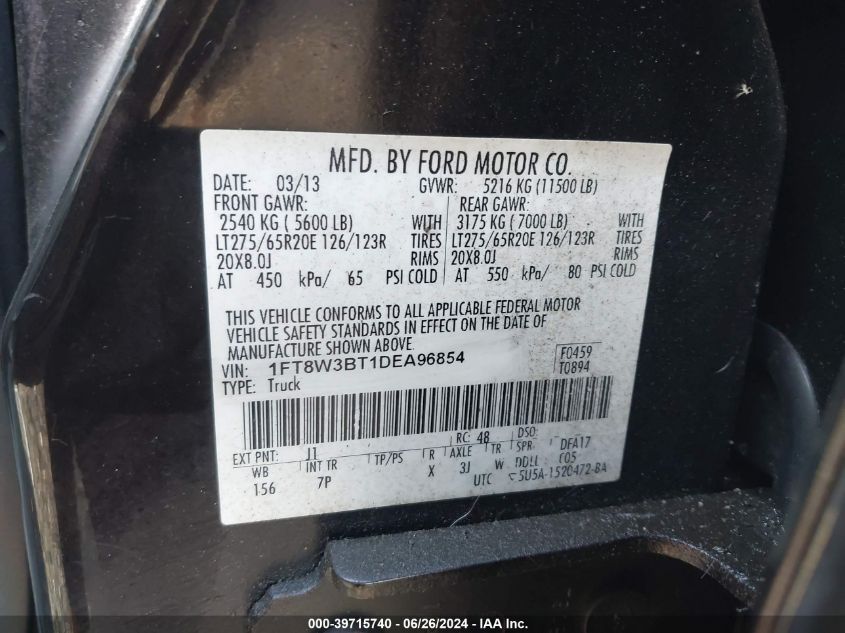 MFD. BY FORD MOTOR CO.
DATE: 03/13 GVWR: 5216 KG (11500 LB)
FRONT GAWR: REAR GAWR:
2540 KG ( 5600 LB) WITH 3175 KG ( 7000 LB) WITH
LT275/65R20E 126/123R TIRES LT275/65R20E 126/123R TIRES
20X8.0J RIMS 20X8.0J RIMS
AT 450 kPa/ 65 PSI COLD AT 550 kPa/ 80 PSI COLD
THIS VEHICLE CONFORMS TO ALL APPLICABLE FEDERAL MOTOR
VEHICLE SAFETY STANDARDS IN EFFECT ON THE DATE OF
MANUFACTURE SHOWN ABOVE.
VIN: 1FT8W3BT1DEA96854 F0459
TYPE: Truck T0894
EXT PNT: J1 RC: 48 DSO:
WB INT TR TP/PS R AXLE TR SPR DFA17
156 7P X 3J W DDLL C05
UTC 5U5A-1520472-BA
000-39715740 - 06/26/2024 - IAAI Inc.